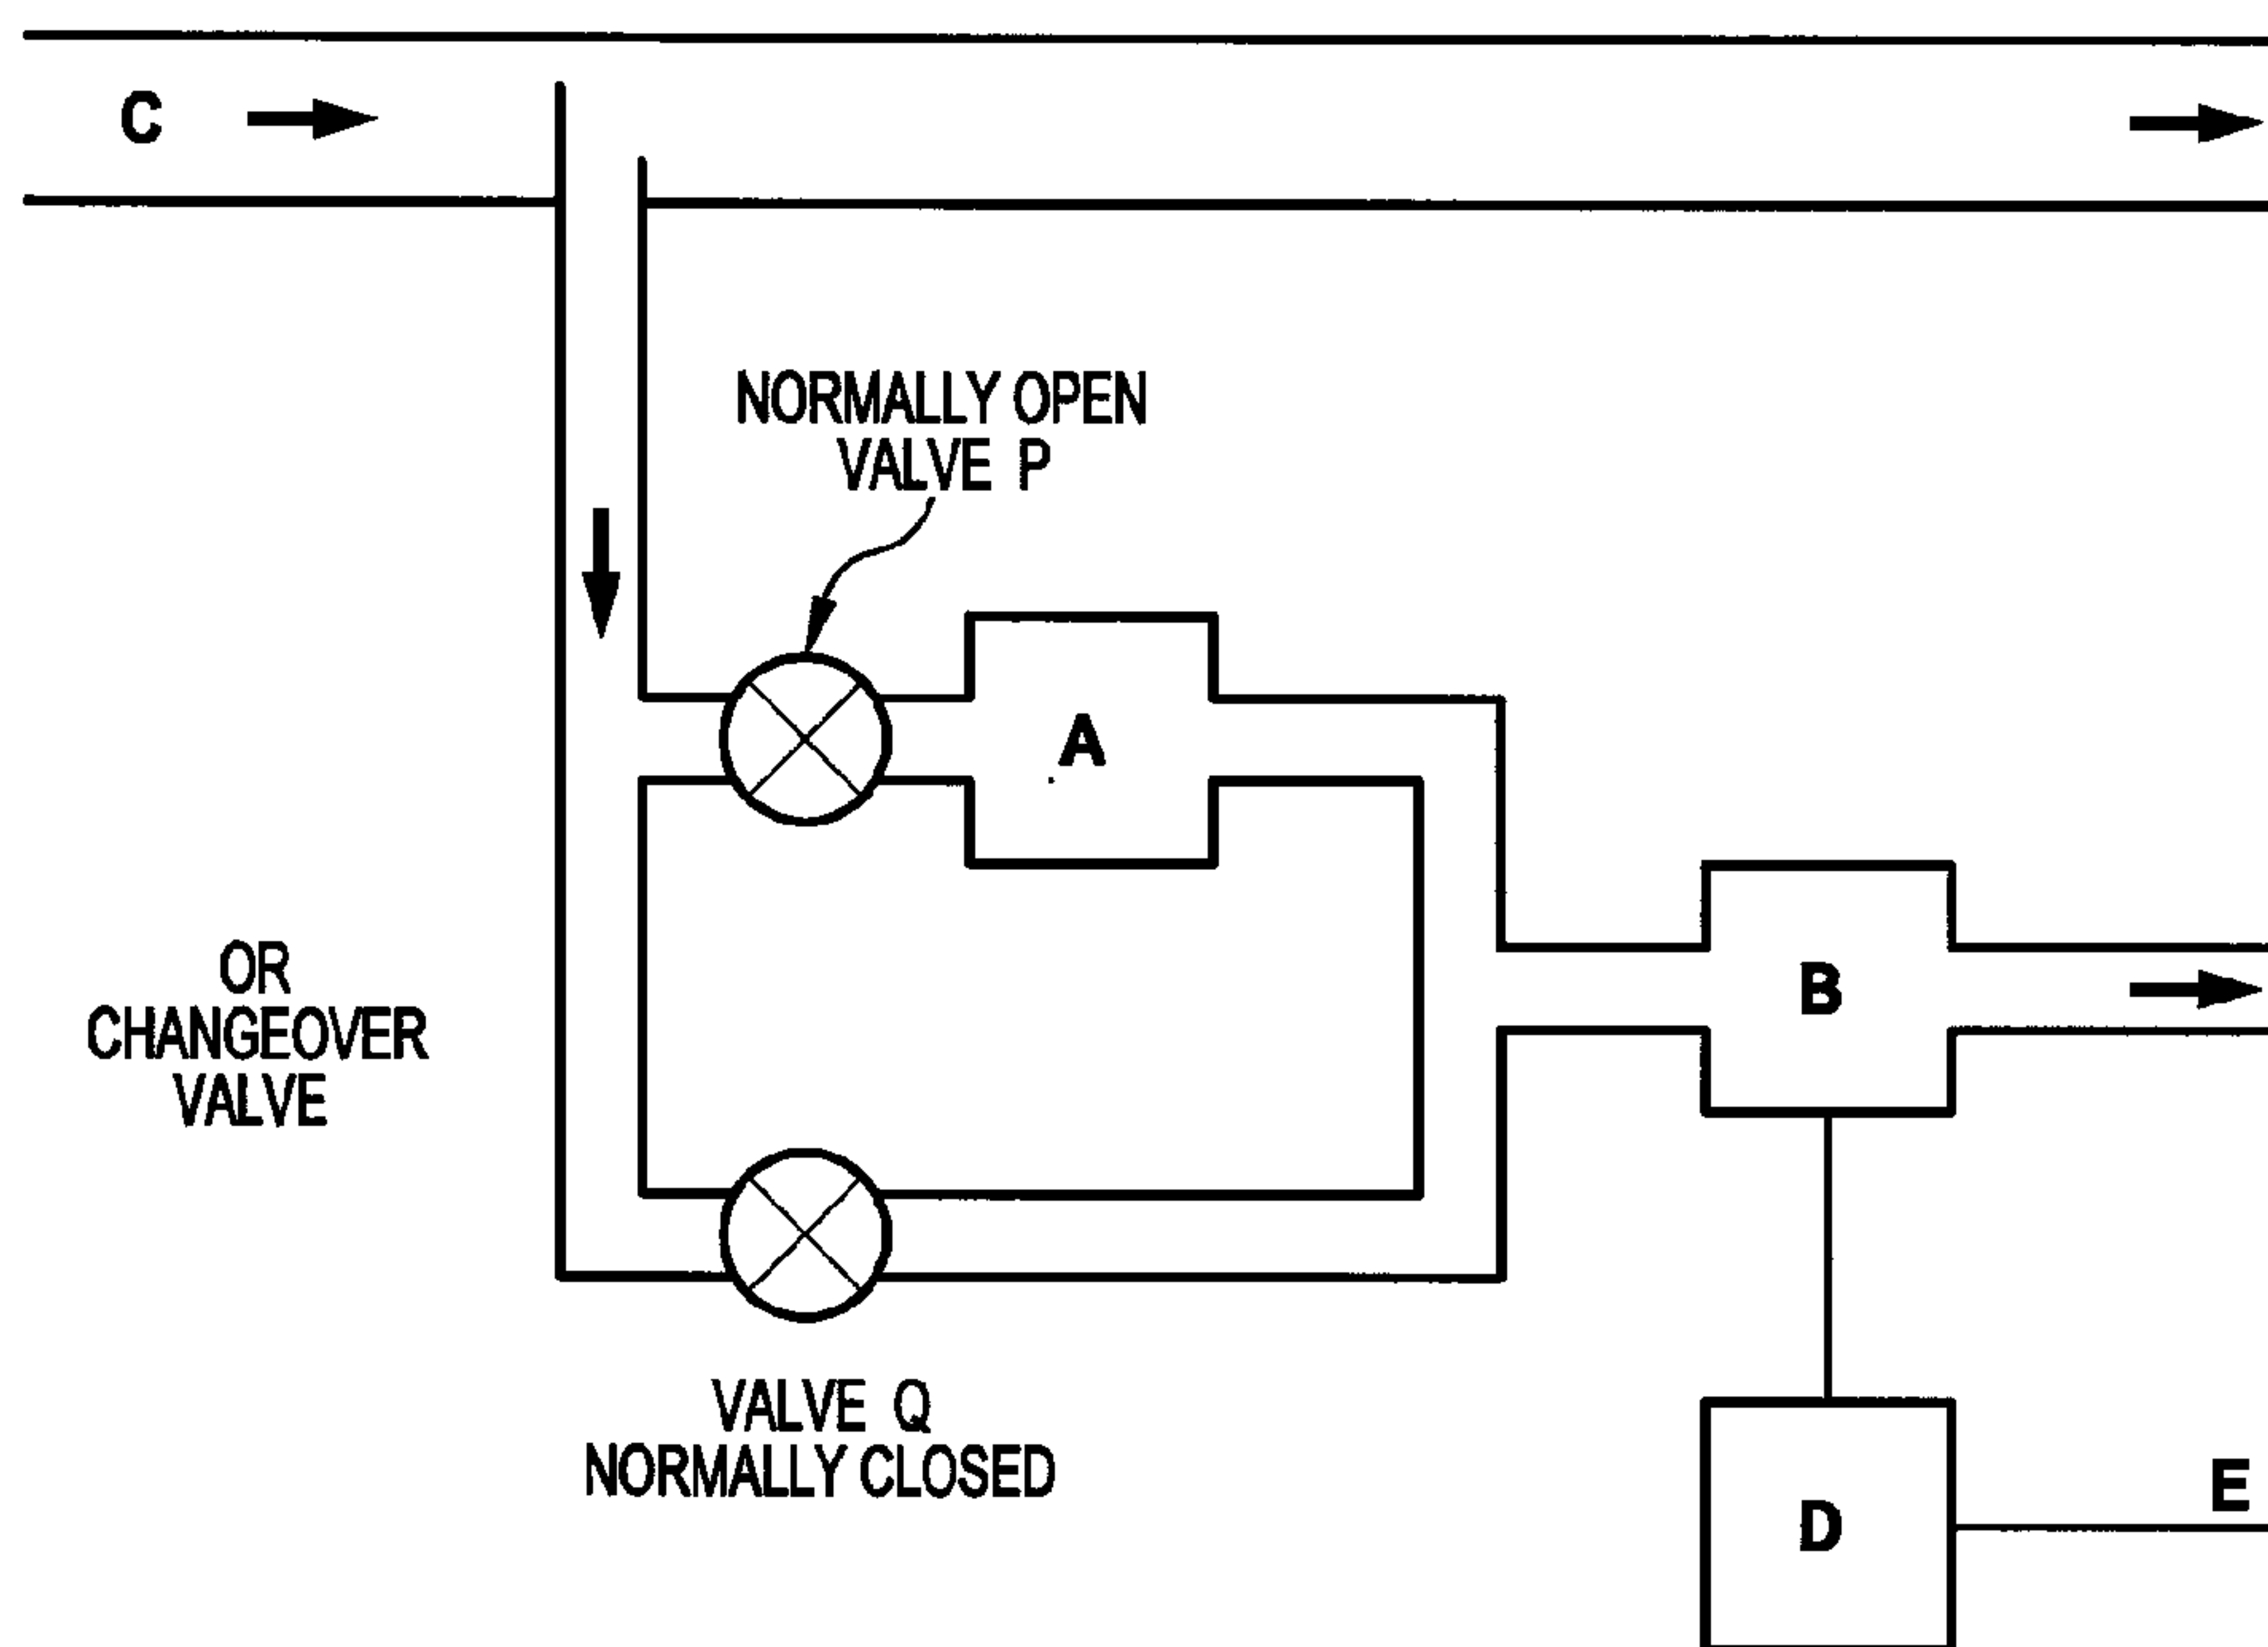 C
NORMALLY OPEN
VALVE P
A
B
OR
CHANGEOVER
VALVE
VALVE Q
NORMALLY CLOSED
D
E